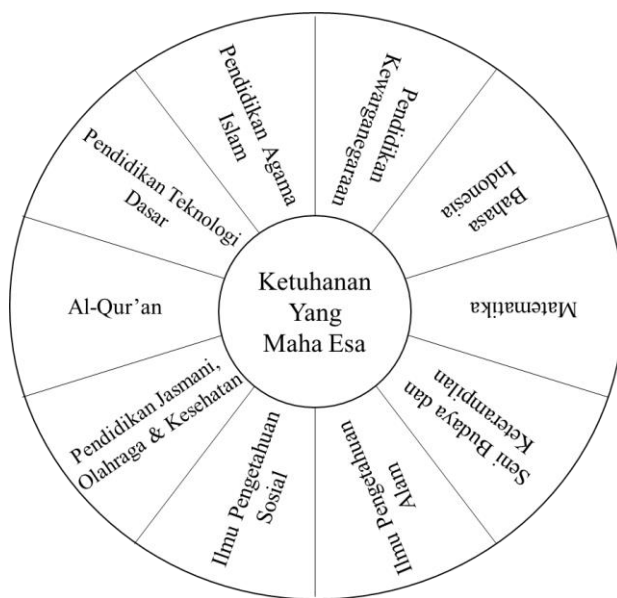 Ketuhanan
Yang
Maha Esa
Pendidikan Agama
Islam
Pendidikan
Kewarganegaraan
Bahasa
Indonesia
Matematika
Seni Budaya dan
Keterampilan
Ilmu Pengetahuan
Alam
Ilmu Pengetahuan
Sosial
Pendidikan Jasmani,
Olahraga & Kesehatan
Al-Qur’an
Pendidikan Teknologi
Dasar